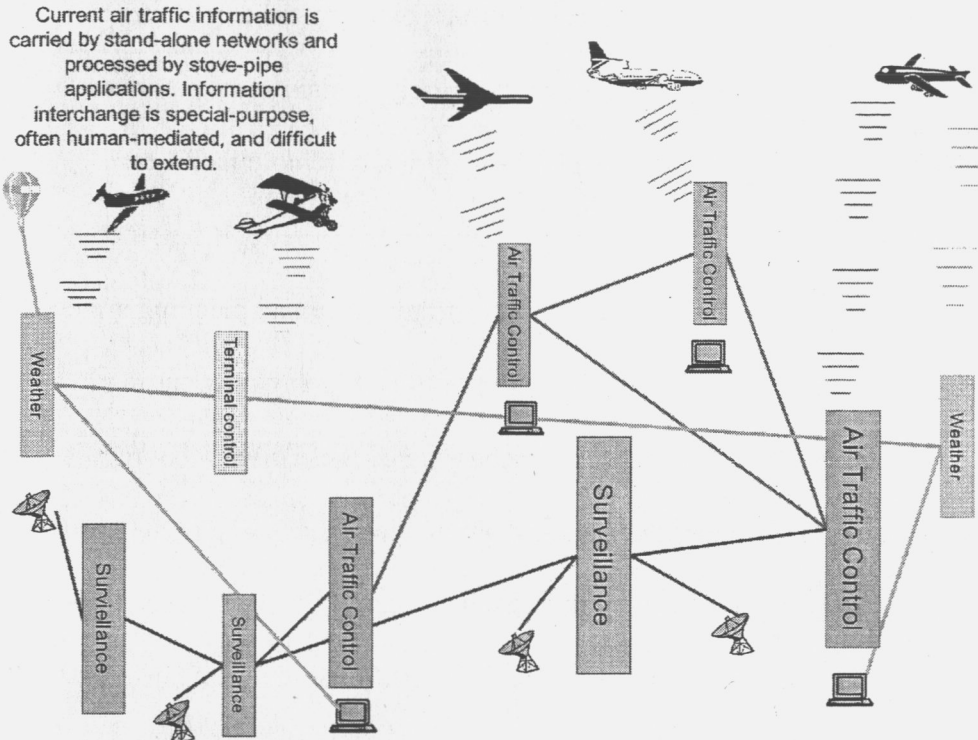 Current air traffic information is
carried by stand-alone networks and
processed by stove-pipe
applications. Information
interchange is special-purpose,
often human-mediated, and difficult
to extend.
Weather
Terminal control
Air Traffic Control
Air Traffic Control
Air Traffic Control
Weather
Surviellance
Surveillance
Air Traffic Control
Surveillance